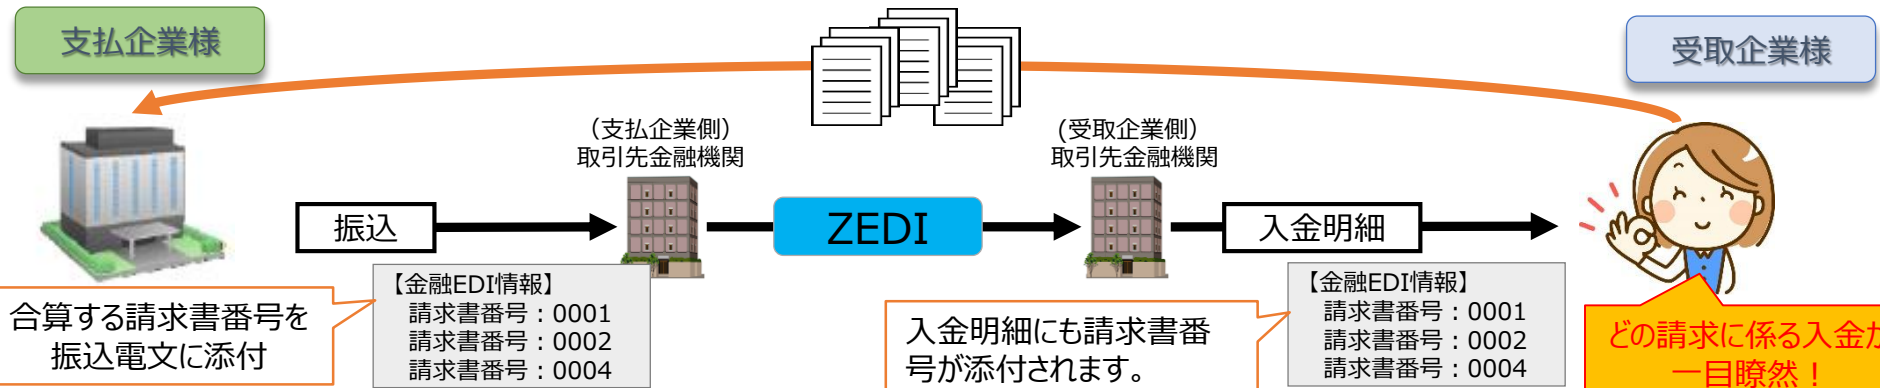 支払企業様
受取企業様
（支払企業側）
取引先金融機関
(受取企業側）
取引先金融機関
振込
ZEDI
入金明細
【金融EDI情報】
請求書番号：0001
請求書番号：0002
請求書番号：0004
合算する請求書番号を
振込電文に添付
入金明細にも請求書番
号が添付されます。
【金融EDI情報】
請求書番号：0001
請求書番号：0002
請求書番号：0004
どの請求に係る入金か
一目瞭然！